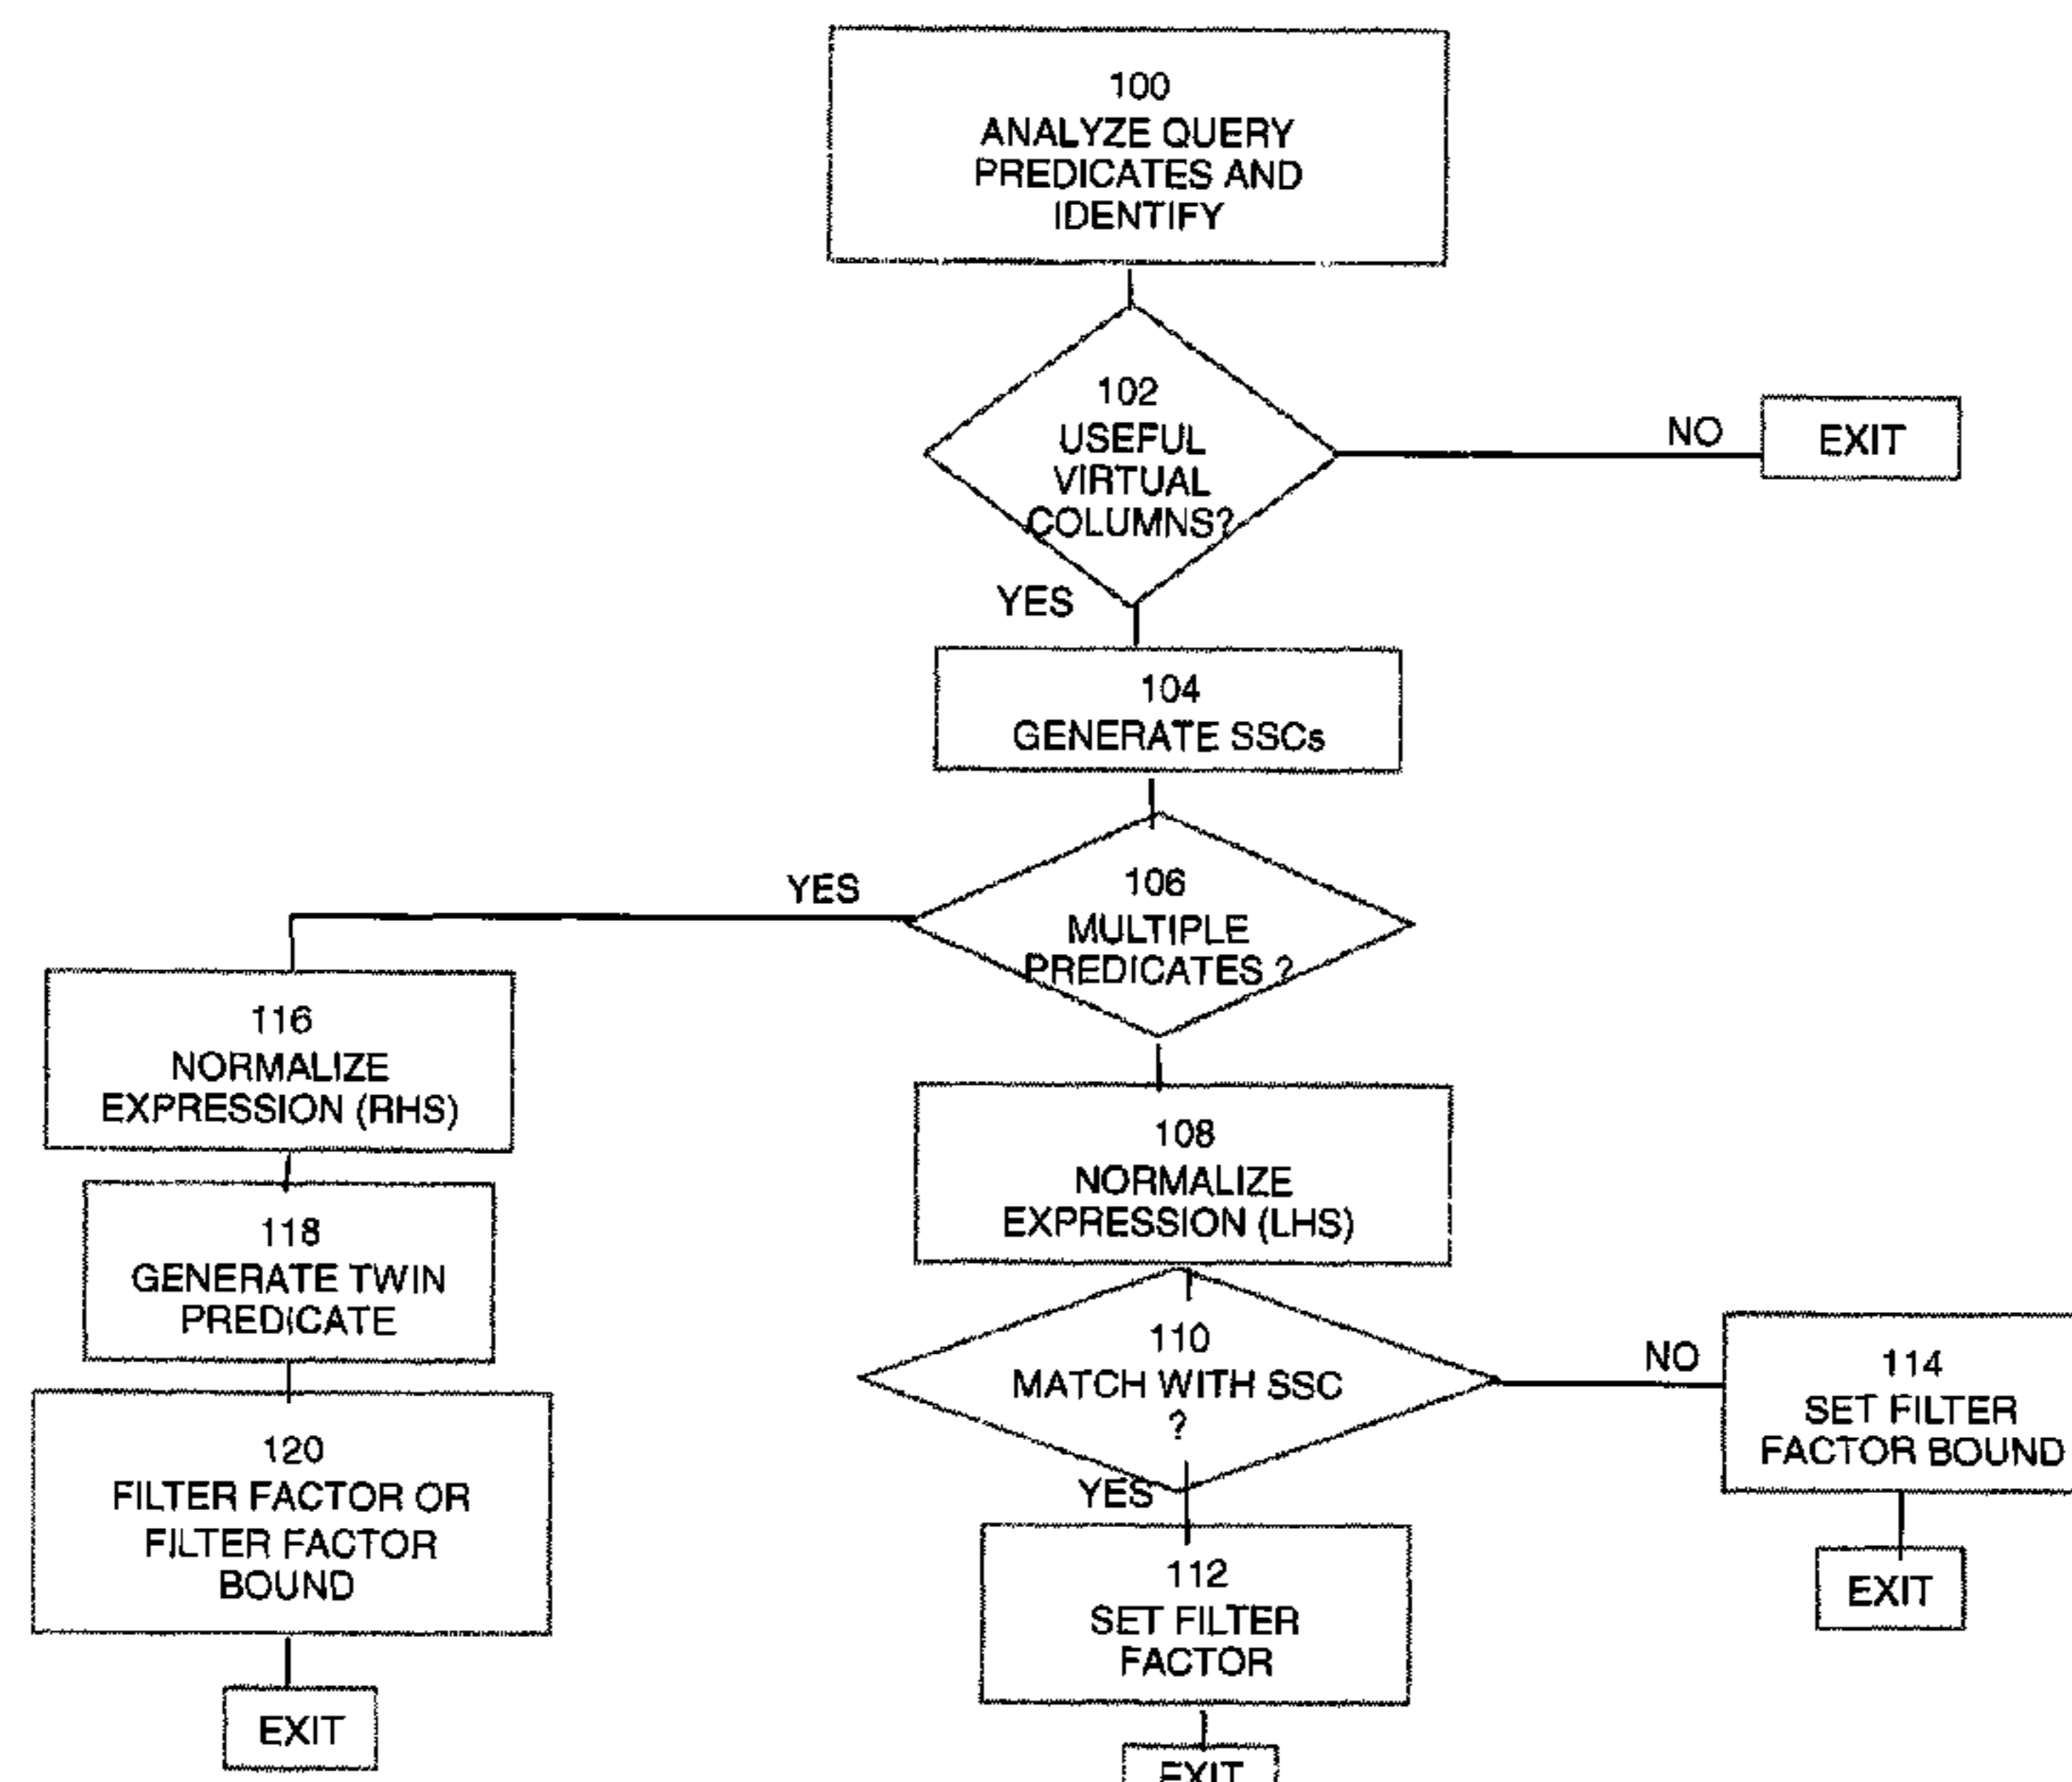 100
ANALYZE QUERY
PREDICATES AND
IDENTIFY
102
USEFUL
VIRTUAL
COLUMNS?
NO
EXIT
YES
104
GENERATE SSCs
106
MULTIPLE
PREDICATES ?
YES
116
NORMALIZE
EXPRESSION (RHS)
118
GENERATE TWIN
PREDICATE
120
FILTER FACTOR OR
FILTER FACTOR
BOUND
EXIT
108
NORMALIZE
EXPRESSION (LHS)
110
MATCH WITH SSC
?
NO
114
SET FILTER
FACTOR BOUND
EXIT
YES
112
SET FILTER
FACTOR
EXIT